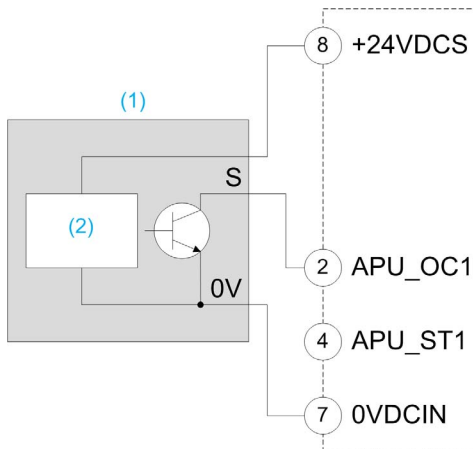 8 +24VDCS
(1)
S
(2)
2 APU_OC1
0V
4 APU_ST1
7 0VDCIN